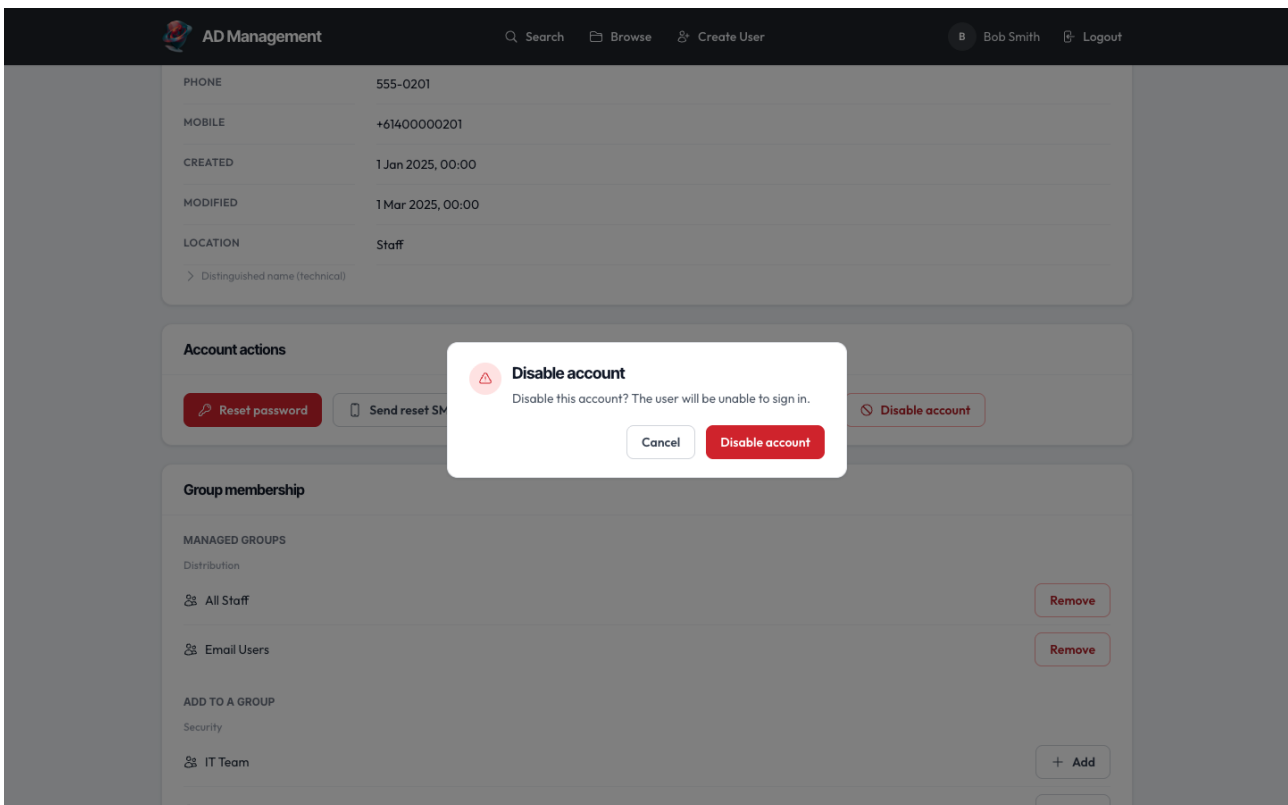 AD Management
Search
Browse
Create User
B
Bob Smith
Logout
PHONE
555-0201
MOBILE
+61400000201
CREATED
1 Jan 2025, 00:00
MODIFIED
1 Mar 2025, 00:00
LOCATION
Staff
Distinguished name (technical)
Account actions
Reset password
Send reset SM
Disable account
Disable account
Disable this account? The user will be unable to sign in.
Cancel
Disable account
Group membership
MANAGED GROUPS
Distribution
All Staff
Remove
Email Users
Remove
ADD TO A GROUP
Security
IT Team
Add